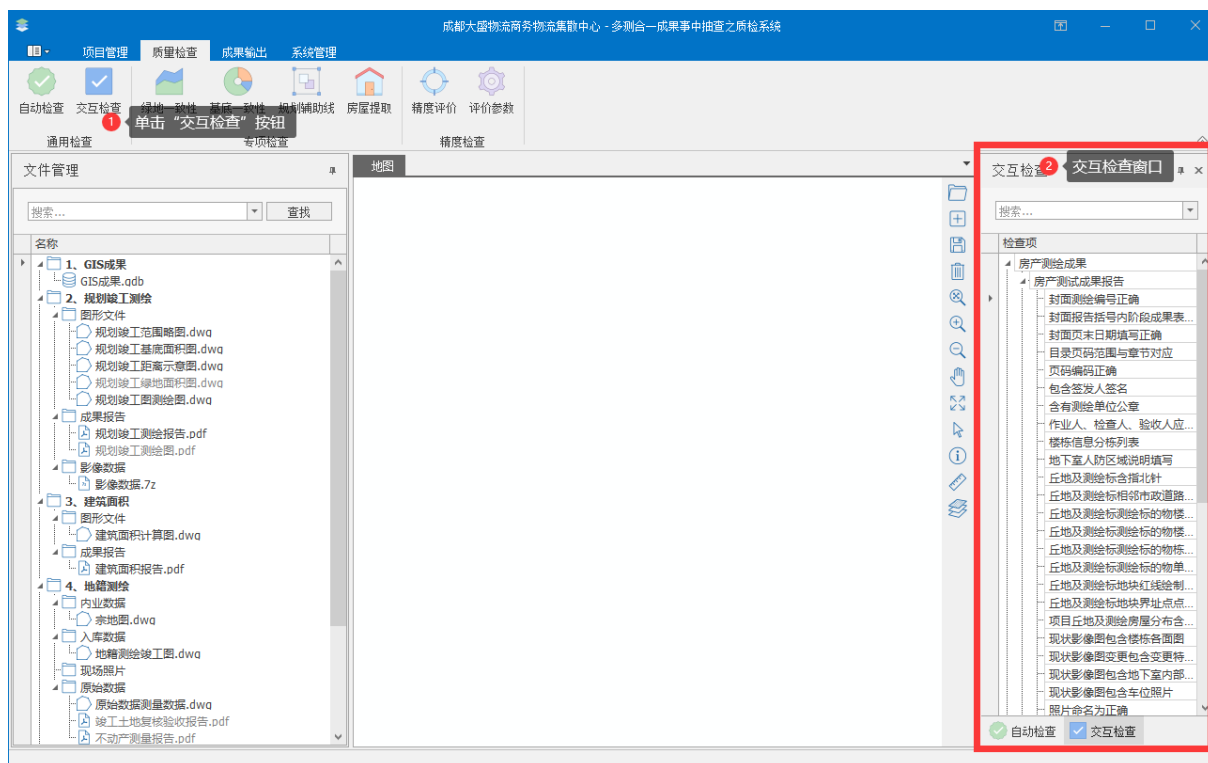 成都大盛物流商务物流集散中心 - 多测合一成果事中抽查之质检系统
项目管理 质量检查 成果输出 系统管理
自动检查 交互检查 绿地一致性 基底一致性 规划辅助线 房屋提取 精度评价 评价参数
1 单击“交互检查”按钮
通用检查 专项检查 精度检查
文件管理
搜索... 查找
名称
1、GIS成果
GIS成果.gdb
2、规划竣工测绘
图形文件
规划竣工范围略图.dwg
规划竣工基底面积图.dwg
规划竣工距离示意图.dwg
规划竣工绿地面积图.dwg
规划竣工图测绘图.dwg
成果报告
规划竣工测绘报告.pdf
规划竣工测绘图.pdf
影像数据
影像数据.7z
3、建筑面积
图形文件
建筑面积计算图.dwg
成果报告
建筑面积报告.pdf
4、地籍测绘
内业数据
宗地图.dwg
入库数据
地籍测绘竣工图.dwg
现场照片
原始数据
原始数据测量数据.dwg
竣工土地复核验收报告.pdf
不动产测量报告.pdf
地图
交互检查
2 交互检查窗口
搜索...
检查项
房产测绘成果
房产测试成果报告
封面测绘编号正确
封面报告括号内阶段成果表...
封面页末日期填写正确
目录页码范围与章节对应
页码编码正确
包含签发人签名
含有测绘单位公章
作业人、检查人、验收人应...
楼栋信息分栋列表
地下室人防区域说明填写
丘地及测绘标含指北针
丘地及测绘标相邻市政道路...
丘地及测绘标测绘标的物楼...
丘地及测绘标测绘标的物楼...
丘地及测绘标测绘标的物栋...
丘地及测绘标测绘标的物单...
丘地及测绘标地块红线绘制...
丘地及测绘标地块界址点点...
项目丘地及测绘房屋分布含...
现状影像图包含楼栋各面图
现状影像图变更包含变更特...
现状影像图包含地下室内部...
现状影像图包含车位照片
照片命名为正确
自动检查 交互检查